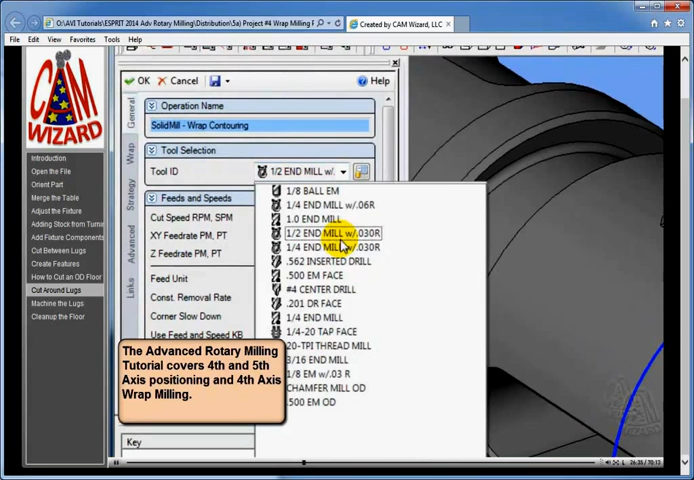 O:\AVI Tutorials\ESPRIT 2014 Adv Rotary Milling\Distribution\5a) Project #4 Wrap Milling P
Created by CAM Wizard, LLC
File Edit View Favorites Tools Help
CAM
WIZARD
Introduction
Open the File
Orient Part
Merge the Table
Adjust the Fixture
Adding Stock from Turnin
Add Fixture Components
Cut Between Lugs
Create Features
How to Cut an OD Floor
Cut Around Lugs
Machine the Lugs
Cleanup the Floor
OK Cancel Help
General
Wrap
Strategy
Advanced
Links
Operation Name
SolidMill - Wrap Contouring
Tool Selection
Tool ID 1/2 END MILL w/.
Feeds and Speeds
Cut Speed RPM, SPM
XY Feedrate PM, PT
Z Feedrate PM, PT
Feed Unit
Const. Removal Rate
Corner Slow Down
Use Feed and Speed KB
1/8 BALL EM
1/4 END MILL w/.06R
1.0 END MILL
1/2 END MILL w/.030R
1/4 END MILL w/.030R
.562 INSERTED DRILL
.500 EM FACE
#4 CENTER DRILL
.201 DR FACE
1/4 END MILL
1/4-20 TAP FACE
20-TPI THREAD MILL
3/16 END MILL
1/8 EM w/.03 R
CHAMFER MILL OD
.500 EM OD
The Advanced Rotary Milling
Tutorial covers 4th and 5th
Axis positioning and 4th Axis
Wrap Milling.
Key
WIZARD
26:35 / 70:13